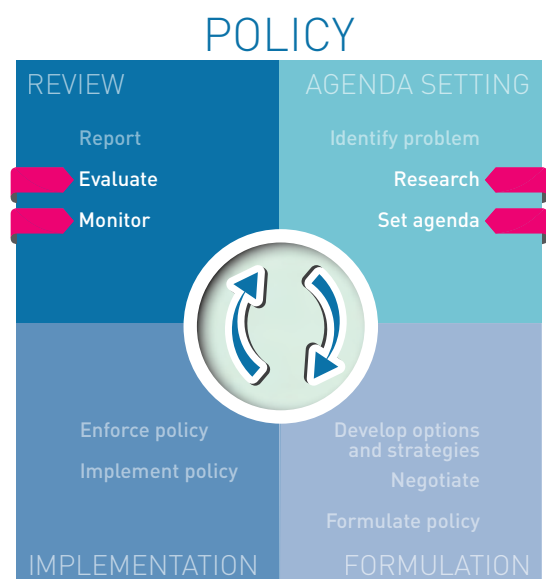 POLICY
REVIEW
Report
Evaluate
Monitor
AGENDA SETTING
Identify problem
Research
Set agenda
Enforce policy
Implement policy
IMPLEMENTATION
Develop options
and strategies
Negotiate
Formulate policy
FORMULATION